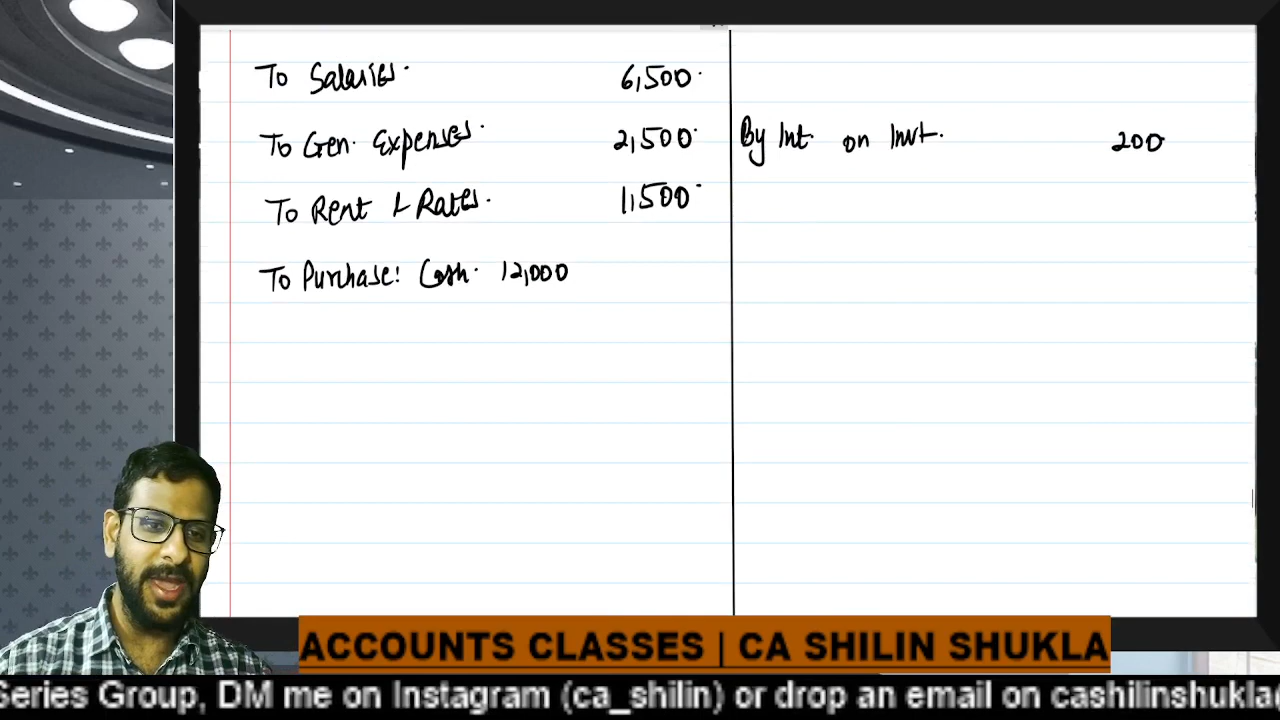 To Salaries. 6,500.
To Gen. Expenses. 2,500. By Int. on Invt. 200
To Rent & Rates. 1,500
To Purchase: Cash. 12,000
ACCOUNTS CLASSES | CA SHILIN SHUKLA
Series Group, DM me on Instagram (ca_shilin) or drop an email on cashilinshukla@